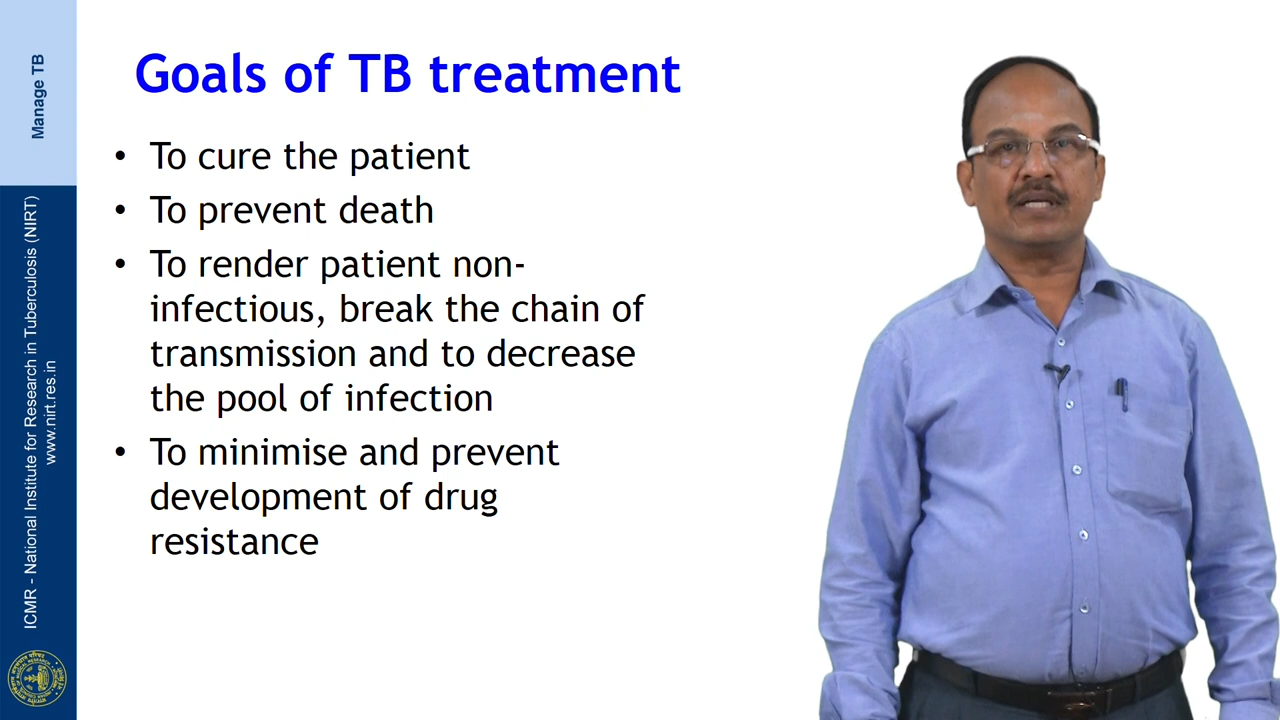 Manage TB
ICMR - National Institute for Research in Tuberculosis (NIRT)
www.nirt.res.in
Goals of TB treatment
• To cure the patient
• To prevent death
• To render patient non-
infectious, break the chain of
transmission and to decrease
the pool of infection
• To minimise and prevent
development of drug
resistance